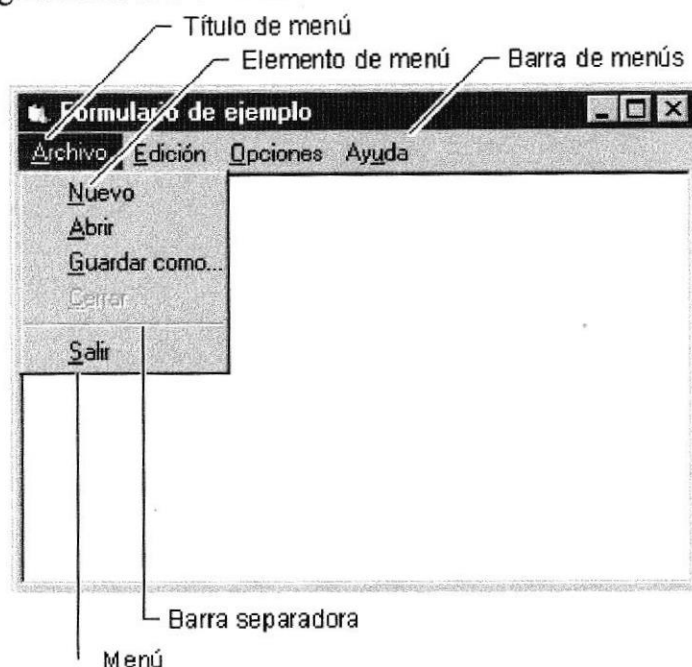 Título de menú
Elemento de menú
Barra de menús
Formulario de ejemplo
Archivo Edición Opciones Ayuda
Nuevo
Abrir
Guardar como...
Cerrar
Salir
Barra separadora
Menú